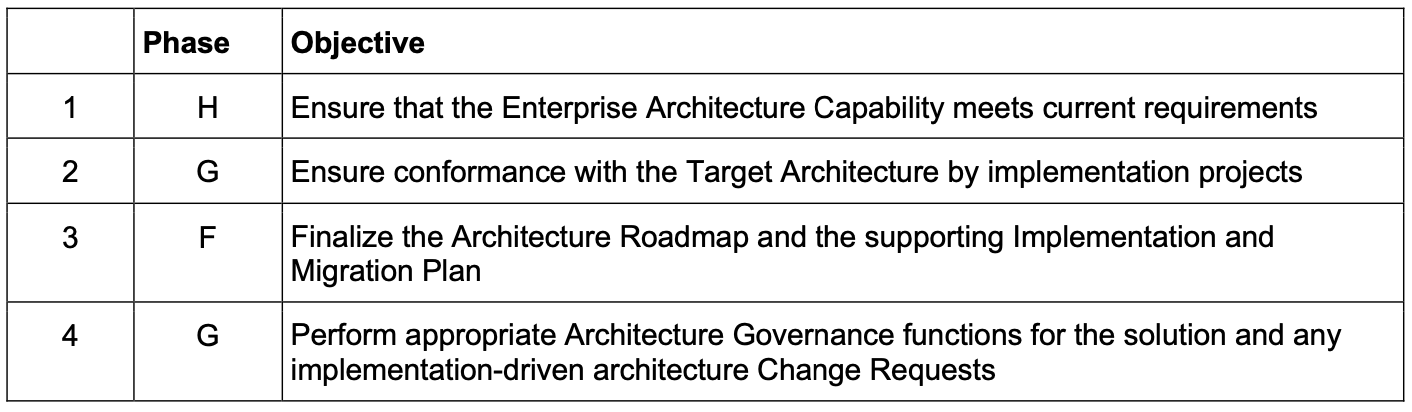 Phase Objective
1 H Ensure that the Enterprise Architecture Capability meets current requirements
2 G Ensure conformance with the Target Architecture by implementation projects
3 F Finalize the Architecture Roadmap and the supporting Implementation and
Migration Plan
4 G Perform appropriate Architecture Governance functions for the solution and any
implementation-driven architecture Change Requests